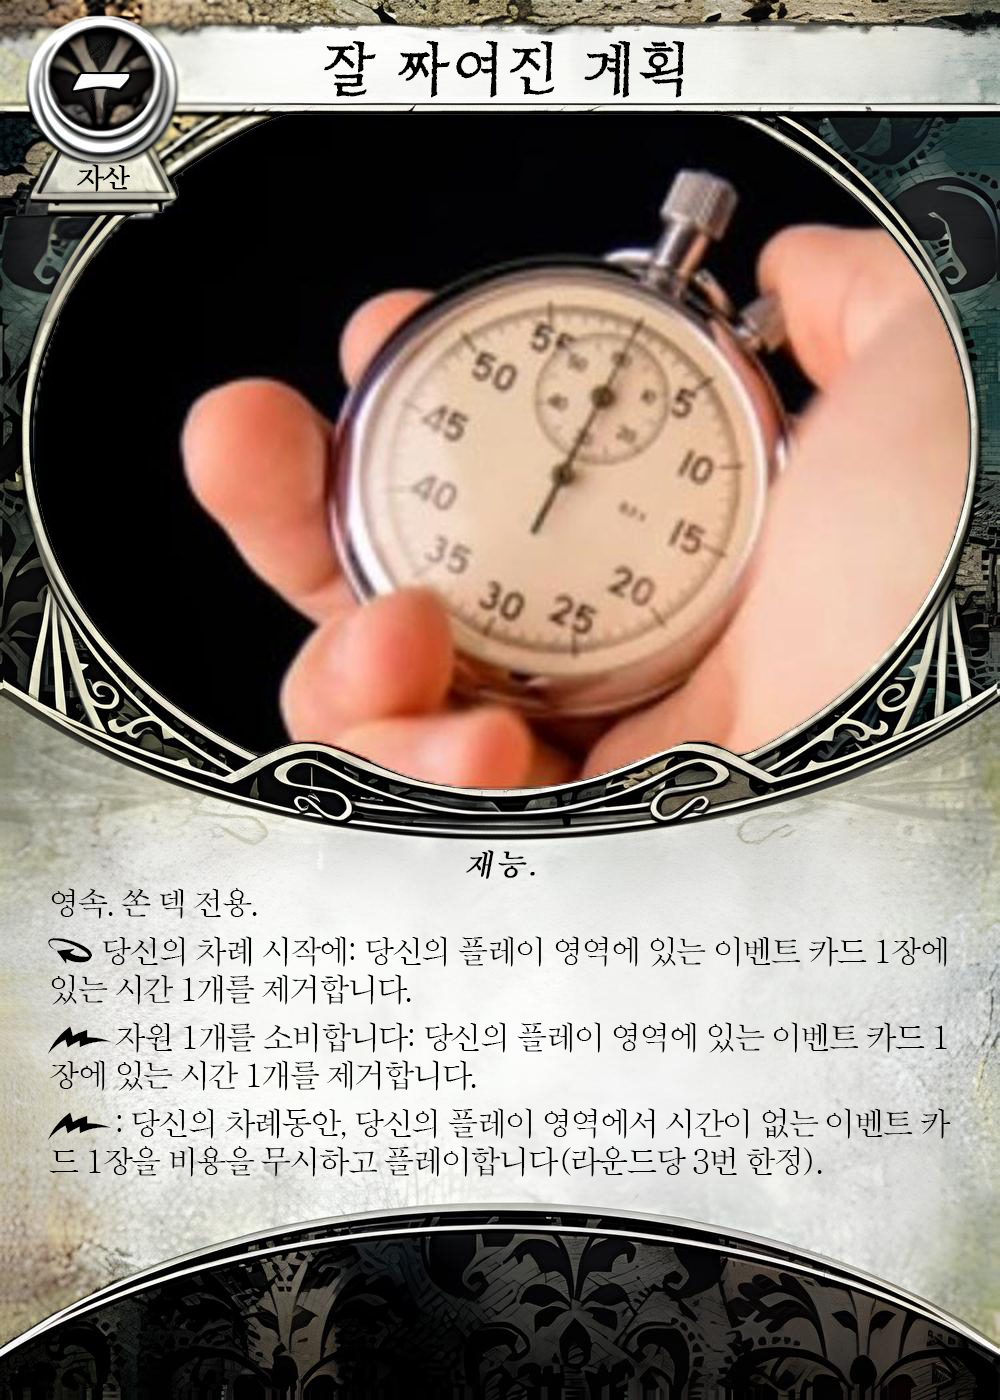 잘 짜여진 계획
자산
55
50
45
40
35
30
25
20
15
10
5
재능.
영속. 쏜 덱 전용.
당신의 차례 시작에: 당신의 플레이 영역에 있는 이벤트 카드 1장에
있는 시간 1개를 제거합니다.
자원 1개를 소비합니다: 당신의 플레이 영역에 있는 이벤트 카드 1
장에 있는 시간 1개를 제거합니다.
: 당신의 차례동안, 당신의 플레이 영역에서 시간이 없는 이벤트 카
드 1장을 비용을 무시하고 플레이합니다(라운드당 3번 한정).